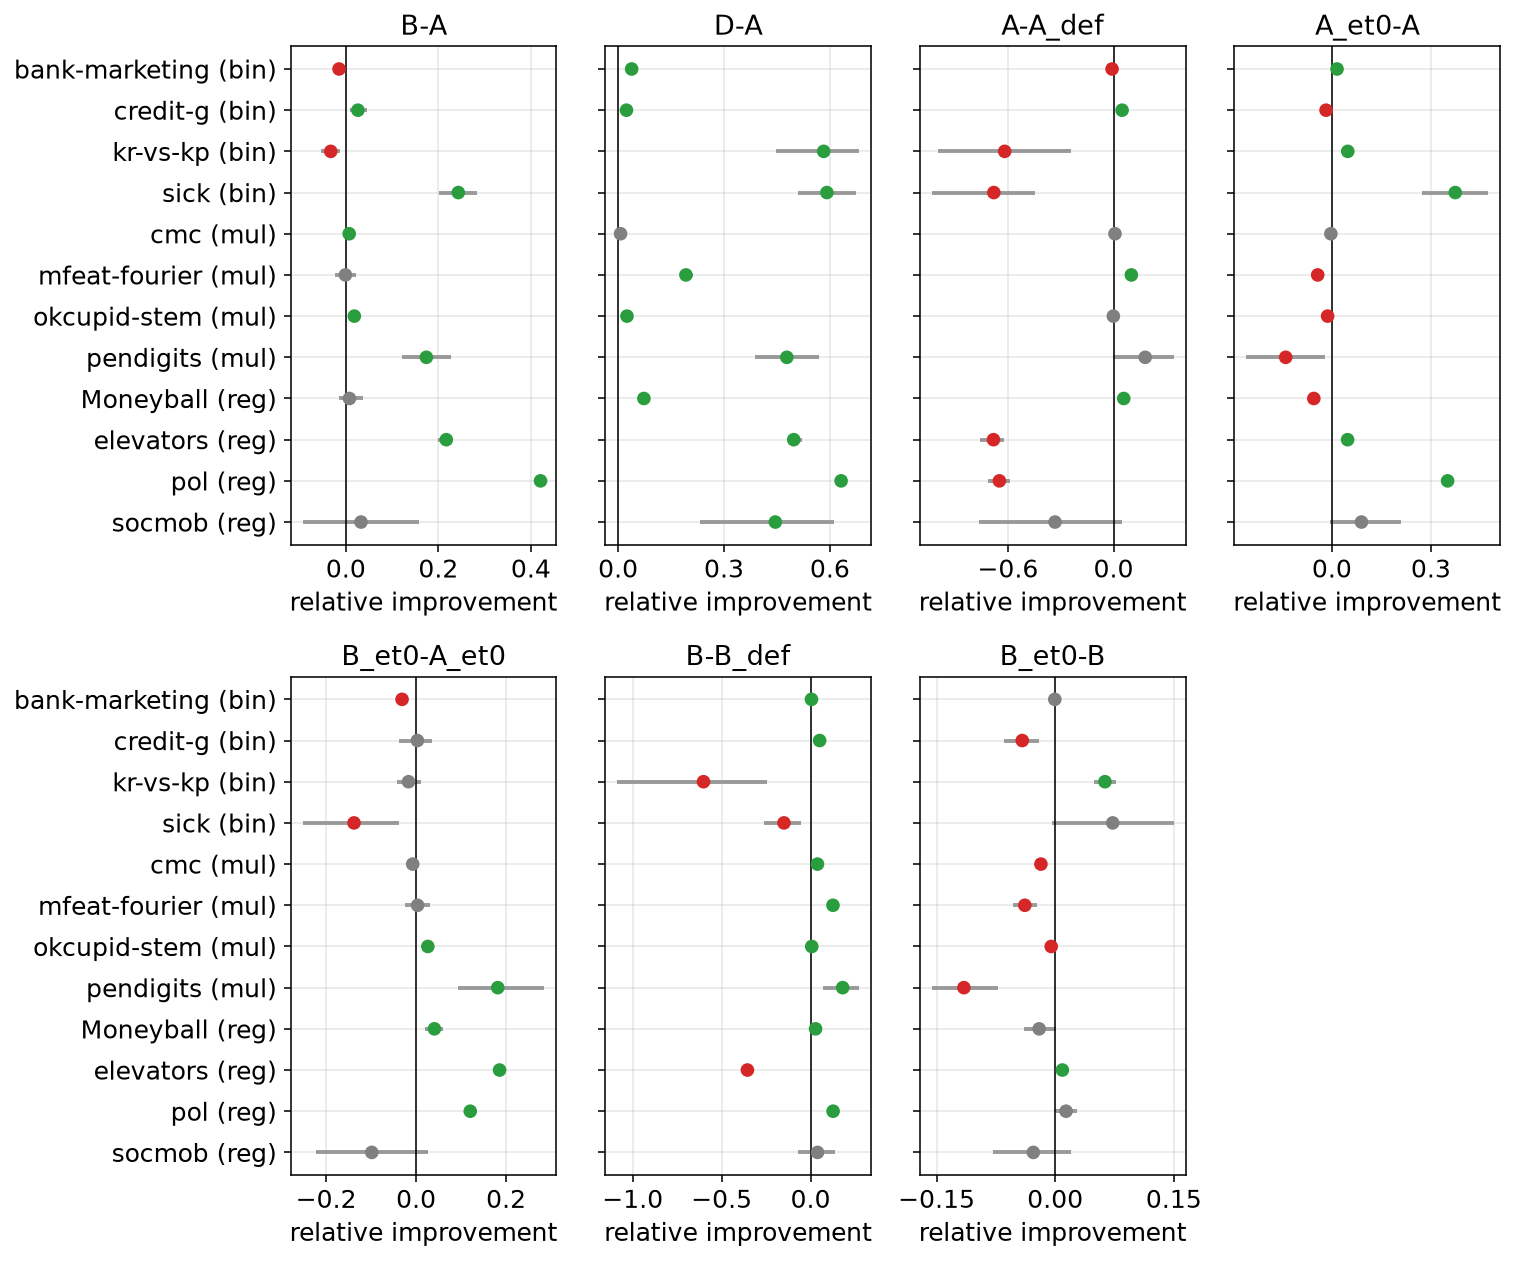 B-A
D-A
A-A_def
A_et0-A
bank-marketing (bin)
credit-g (bin)
kr-vs-kp (bin)
sick (bin)
cmc (mul)
mfeat-fourier (mul)
okcupid-stem (mul)
pendigits (mul)
Moneyball (reg)
elevators (reg)
pol (reg)
socmob (reg)
0.0 0.2 0.4
0.0 0.3 0.6
−0.6 0.0
0.0 0.3
relative improvement
relative improvement
relative improvement
relative improvement
B_et0-A_et0
B-B_def
B_et0-B
bank-marketing (bin)
credit-g (bin)
kr-vs-kp (bin)
sick (bin)
cmc (mul)
mfeat-fourier (mul)
okcupid-stem (mul)
pendigits (mul)
Moneyball (reg)
elevators (reg)
pol (reg)
socmob (reg)
−0.2 0.0 0.2
−1.0 −0.5 0.0
−0.15 0.00 0.15
relative improvement
relative improvement
relative improvement